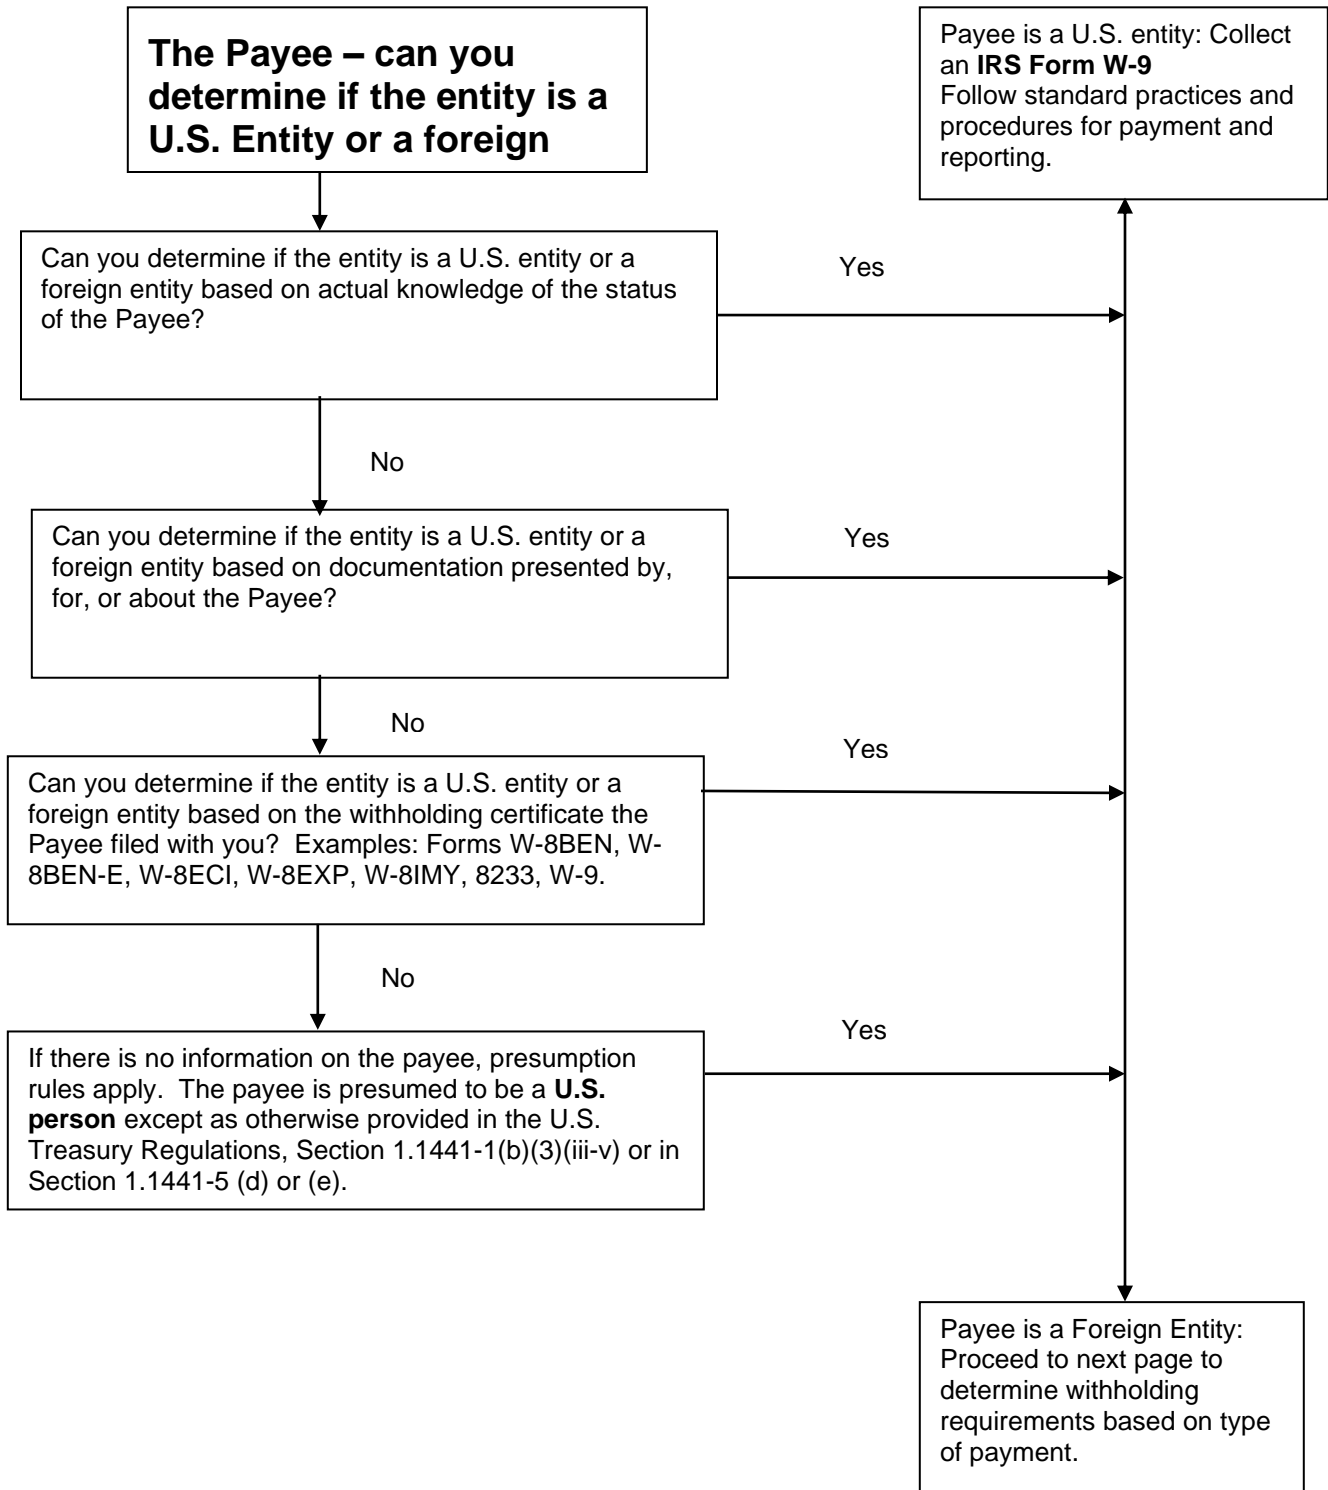 The Payee – can you
determine if the entity is a
U.S. Entity or a foreign
Payee is a U.S. entity: Collect
an IRS Form W-9
Follow standard practices and
procedures for payment and
reporting.
Can you determine if the entity is a U.S. entity or a
foreign entity based on actual knowledge of the status
of the Payee?
Yes
No
Can you determine if the entity is a U.S. entity or a
foreign entity based on documentation presented by,
for, or about the Payee?
Yes
No
Can you determine if the entity is a U.S. entity or a
foreign entity based on the withholding certificate the
Payee filed with you?  Examples: Forms W-8BEN, W-
8BEN-E, W-8ECI, W-8EXP, W-8IMY, 8233, W-9.
Yes
No
If there is no information on the payee, presumption
rules apply.  The payee is presumed to be a U.S.
person except as otherwise provided in the U.S.
Treasury Regulations, Section 1.1441-1(b)(3)(iii-v) or in
Section 1.1441-5 (d) or (e).
Yes
Payee is a Foreign Entity:
Proceed to next page to
determine withholding
requirements based on type
of payment.